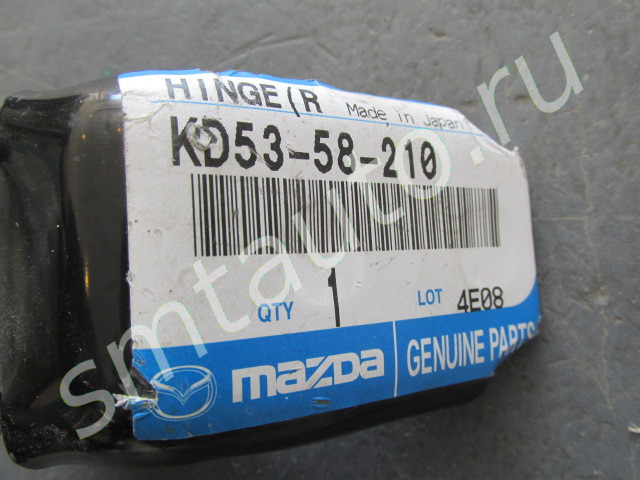 HINGE(R Made in Japan
KD53-58-210
QTY 1 LOT 4E08
mazda GENUINE PARTS
smtauto.ru